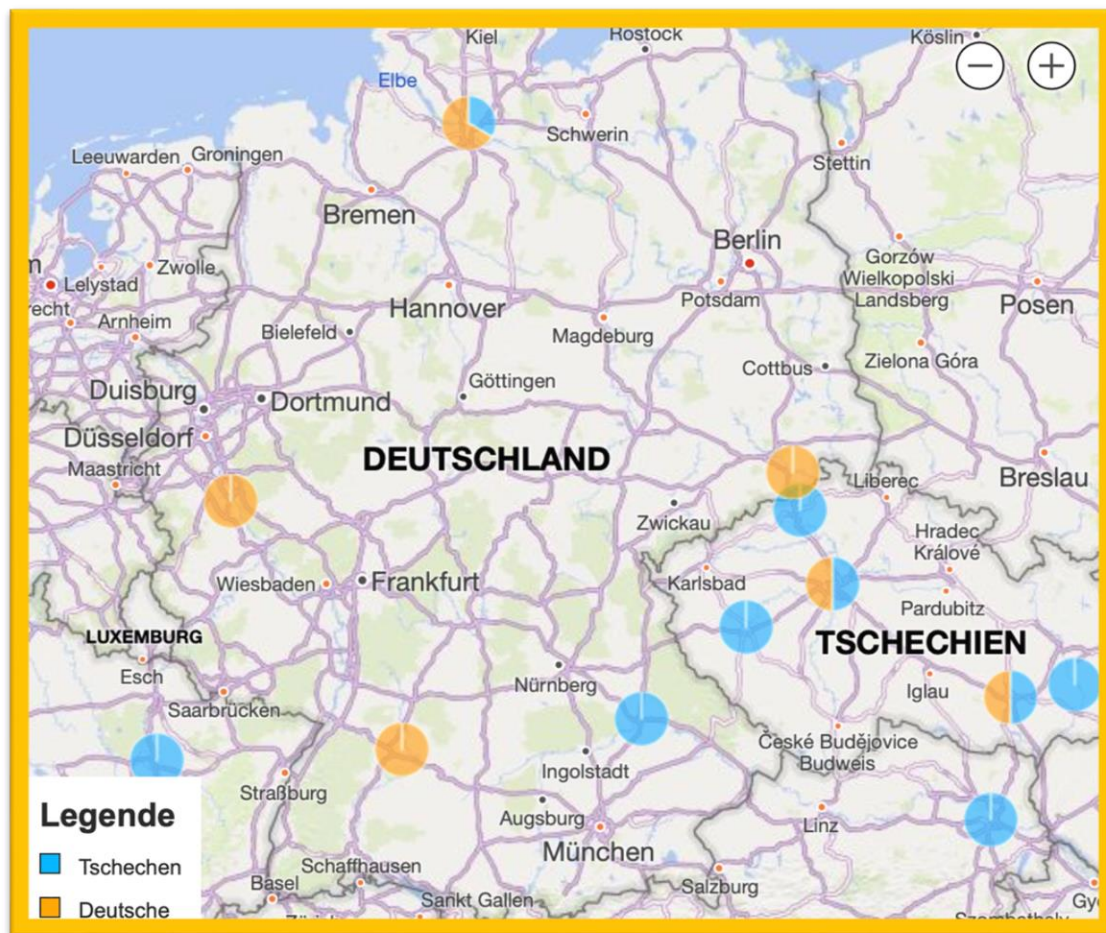 Kiel
Rostock
Köslin
Elbe
Schwerin
Stettin
Leeuwarden
Groningen
Bremen
Berlin
Gorzów
Wielkopolski
Landsberg
Zwolle
Lelystad
Potsdam
Posen
Hannover
Arnheim
Bielefeld
Magdeburg
Zielona Góra
Cottbus
Göttingen
Duisburg
Dortmund
Düsseldorf
DEUTSCHLAND
Maastricht
Breslau
Liberec
Zwickau
Hradec
Králové
Karlsbad
Wiesbaden
Frankfurt
Pardubitz
LUXEMBURG
TSCHECHIEN
Esch
Nürnberg
Iglau
Saarbrücken
České Budějovice
Budweis
Ingolstadt
Straßburg
Augsburg
Linz
München
Legende
Tschechen
Deutsche
Schaffhausen
Basel
Sankt Gallen
Salzburg